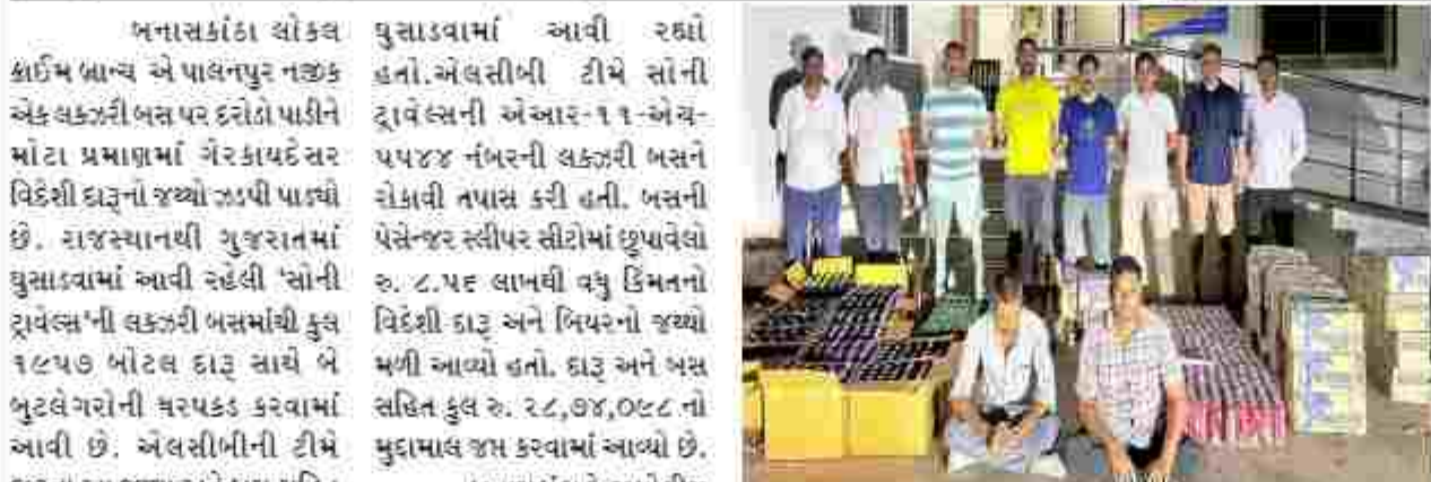 બનાસકાંઠા લોકલ
ક્રાઈમ બ્રાન્ચ એ પાલનપુર નજીક
એક લક્ઝરી બસ પર દરોડો પાડીને
મોટા પ્રમાણમાં ગેરકાયદેસર
વિદેશી દારૂનો જથ્થો ઝડપી પાડ્યો
છે. રાજસ્થાનથી ગુજરાતમાં
ઘુસાડવામાં આવી રહેલી 'સોની
ટ્રાવેલ્સ'ની લક્ઝરી બસમાંથી કુલ
૧૯૫૭ બોટલ દારૂ સાથે બે
બુટલેગરોની ધરપકડ કરવામાં
આવી છે. એલસીબીની ટીમે
ઘુસાડવામાં આવી રહ્યો
હતો.એલસીબી ટીમે સોની
ટ્રાવેલ્સની એઆર-૧૧-એચ-
૫૫૪૪ નંબરની લક્ઝરી બસને
રોકાવી તપાસ કરી હતી. બસની
પેસેન્જર સ્લીપર સીટોમાં છૂપાવેલો
રુ. ૮.૫૬ લાખથી વધુ કિંમતનો
વિદેશી દારૂ અને બિયરનો જથ્થો
મળી આવ્યો હતો. દારૂ અને બસ
સહિત કુલ રુ. ૨૮,૭૪,૦૯૮ નો
મુદ્દામાલ જપ્ત કરવામાં આવ્યો છે.